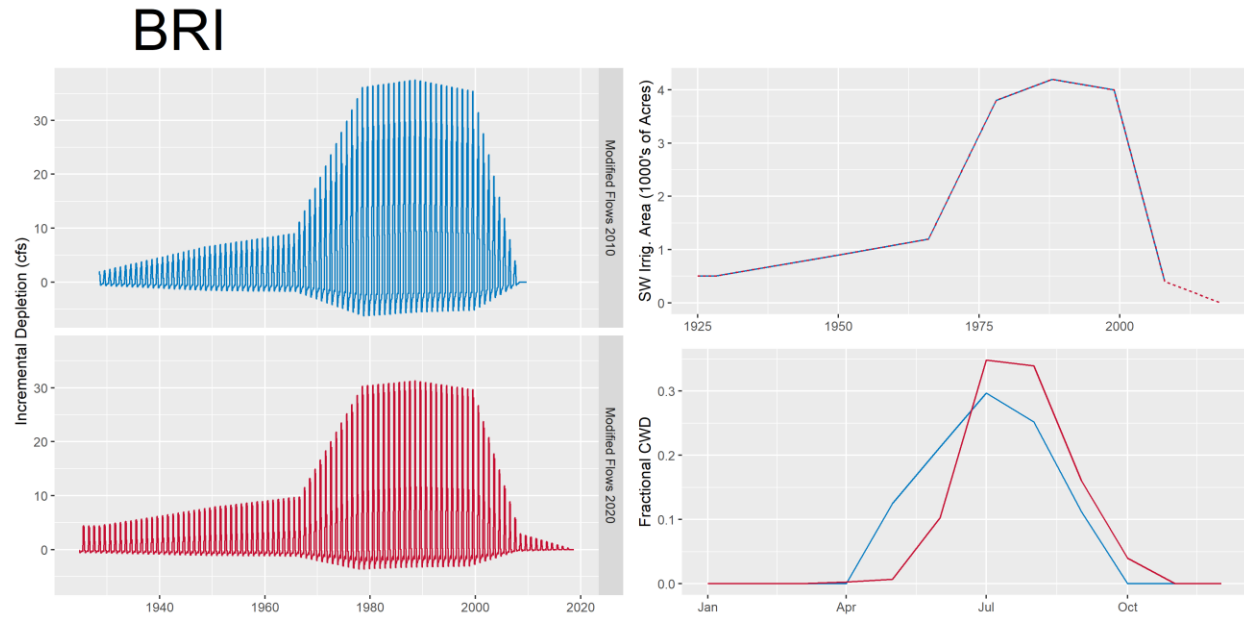 BRI
Incremental Depletion (cfs)
30
20
10
0
Modified Flows 2010
30
20
10
0
Modified Flows 2020
1940 1960 1980 2000 2020
SW Irrig. Area (1000's of Acres)
4
3
2
1
0
1925 1950 1975 2000
Fractional CWD
0.3
0.2
0.1
0.0
Jan Apr Jul Oct